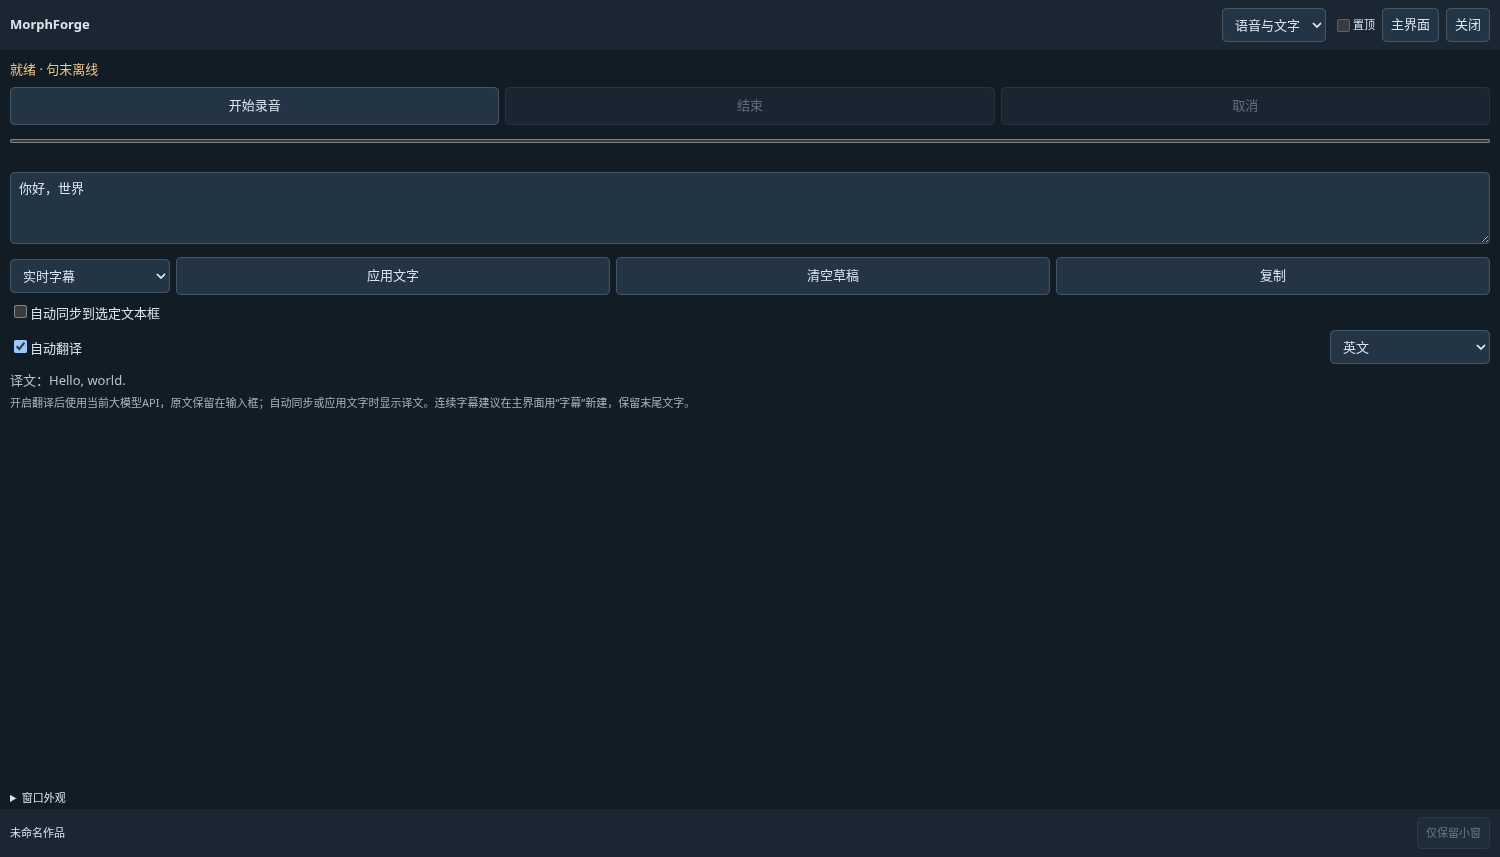 MorphForge
语音与文字
置顶
主界面
关闭
就绪 · 句末离线
开始录音
结束
取消
你好，世界
实时字幕
应用文字
清空草稿
复制
自动同步到选定文本框
自动翻译
英文
译文：Hello, world.
开启翻译后使用当前大模型API，原文保留在输入框；自动同步或应用文字时显示译文。连续字幕建议在主界面用“字幕”新建，保留末尾文字。
窗口外观
未命名作品
仅保留小窗